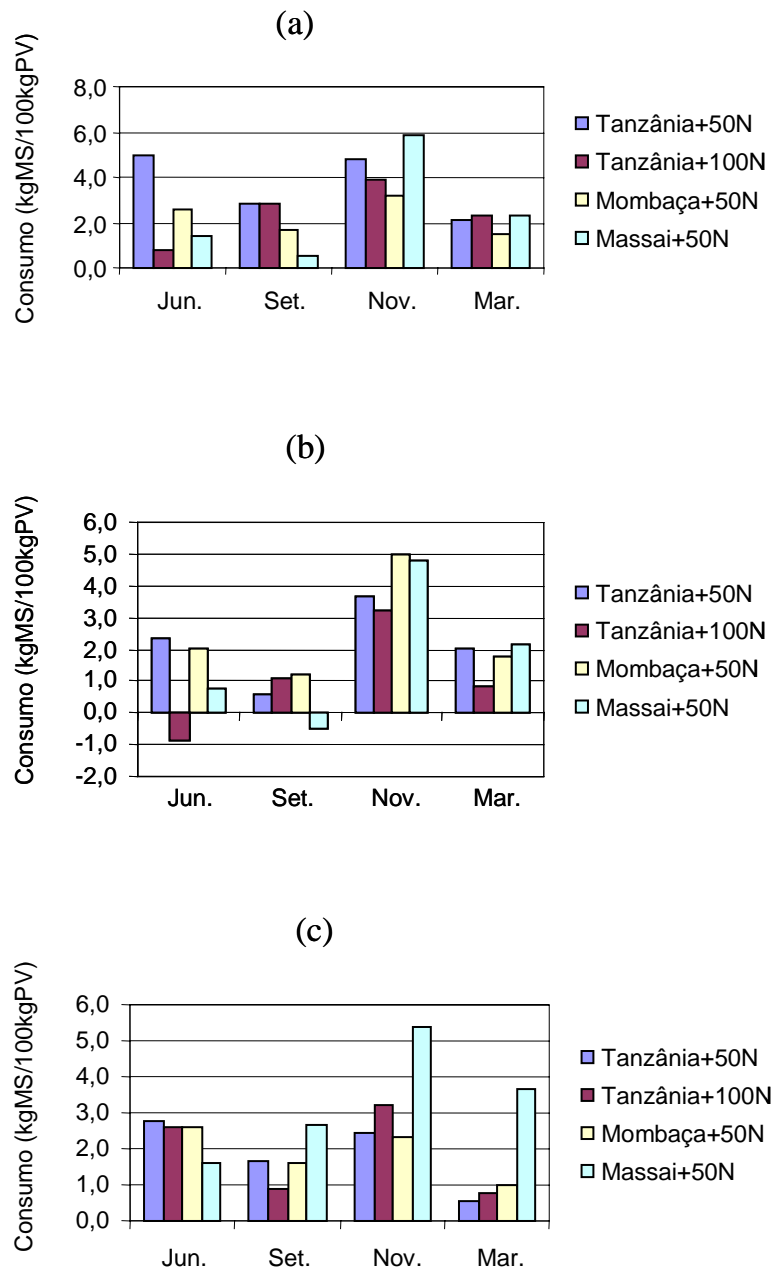 (a)
Consumo (kgMS/100kgPV)
8,0
6,0
4,0
2,0
0,0
Jun. Set. Nov. Mar.
Tanzânia+50N
Tanzânia+100N
Mombaça+50N
Massai+50N
(b)
Consumo (kgMS/100kgPV)
6,0
5,0
4,0
3,0
2,0
1,0
0,0
-1,0
-2,0
Jun. Set. Nov. Mar.
Tanzânia+50N
Tanzânia+100N
Mombaça+50N
Massai+50N
(c)
Consumo (kgMS/100kgPV)
6,0
5,0
4,0
3,0
2,0
1,0
0,0
Jun. Set. Nov. Mar.
Tanzânia+50N
Tanzânia+100N
Mombaça+50N
Massai+50N